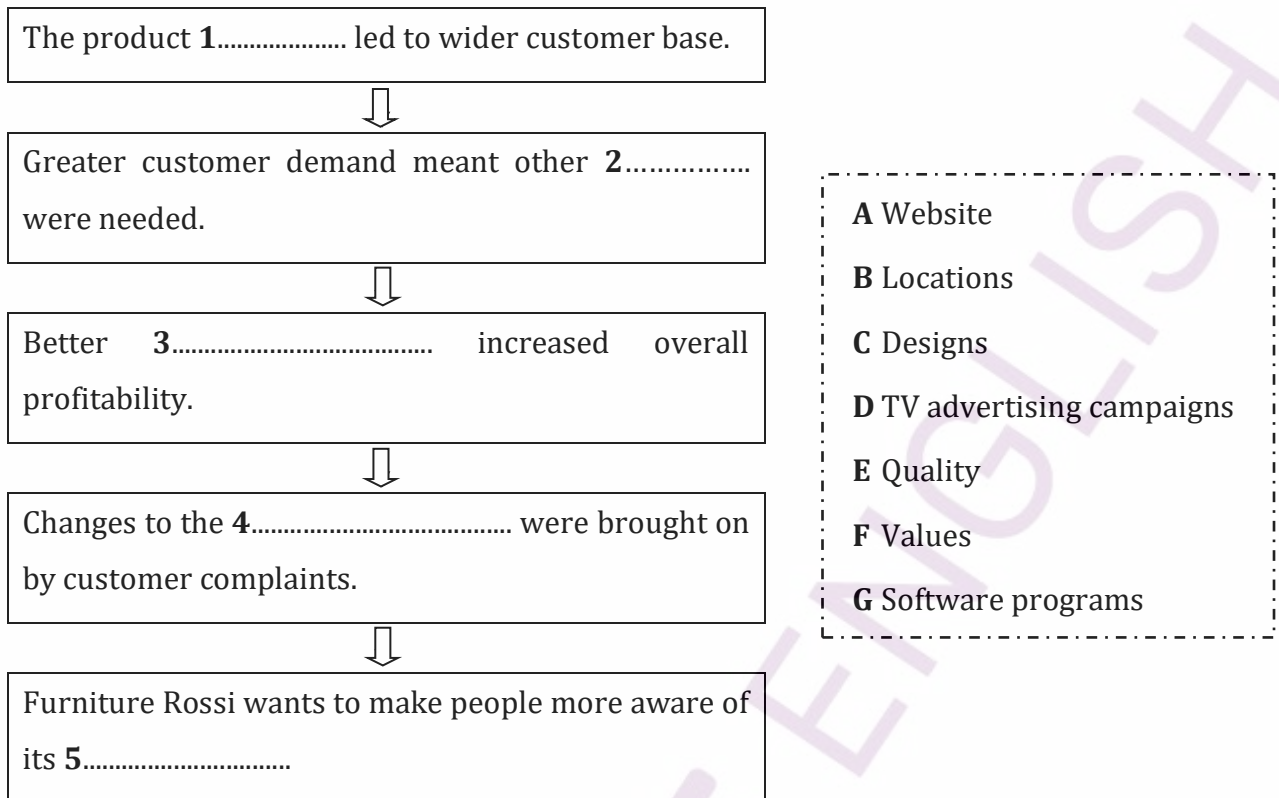 The product 1..................... led to wider customer base.
Greater customer demand meant other 2................
were needed.
Better 3.......................................... increased overall
profitability.
Changes to the 4.......................................... were brought on
by customer complaints.
Furniture Rossi wants to make people more aware of
its 5..................................
A Website
B Locations
C Designs
D TV advertising campaigns
E Quality
F Values
G Software programs
ENGLISH